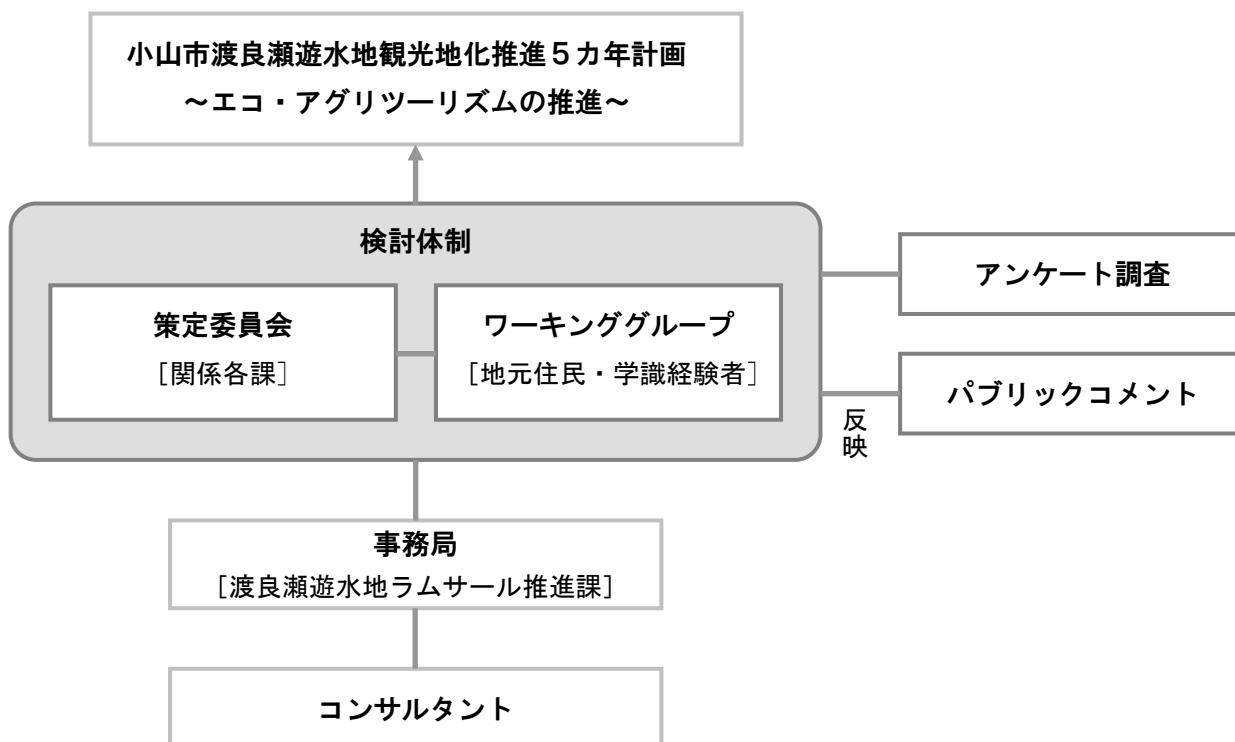 小山市渡良瀬遊水地観光地化推進５カ年計画
～エコ・アグリツーリズムの推進～
検討体制
策定委員会
［関係各課］
ワーキンググループ
［地元住民・学識経験者］
アンケート調査
パブリックコメント
反映
事務局
［渡良瀬遊水地ラムサール推進課］
コンサルタント